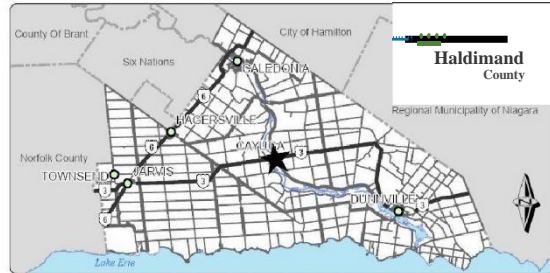 County Of Brant
City of Hamilton
Haldimand
County
Six Nations
CALEDONIA
6
Regional Municipality of Niagara
HAGERSVILLE
6
CAYUGA
3
Norfolk County
TOWNSEND
JARVIS
3
3
6
DUNNVILLE
3
Lake Erie